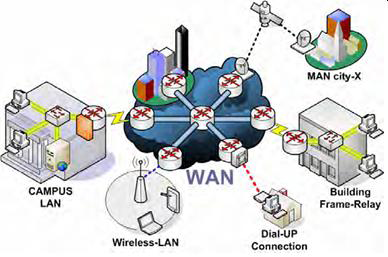 MAN city-X
WAN
CAMPUS
LAN
Building
Frame-Relay
Wireless-LAN
Dial-UP
Connection